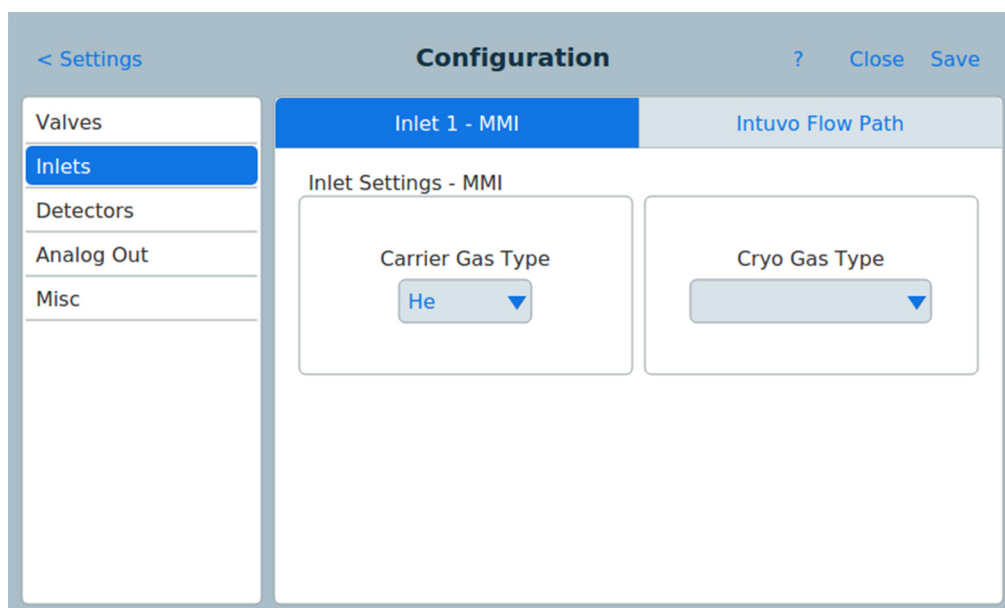 < Settings
Configuration
? Close Save
Valves
Inlets
Detectors
Analog Out
Misc
Inlet 1 - MMI
Intuvo Flow Path
Inlet Settings - MMI
Carrier Gas Type
He
Cryo Gas Type